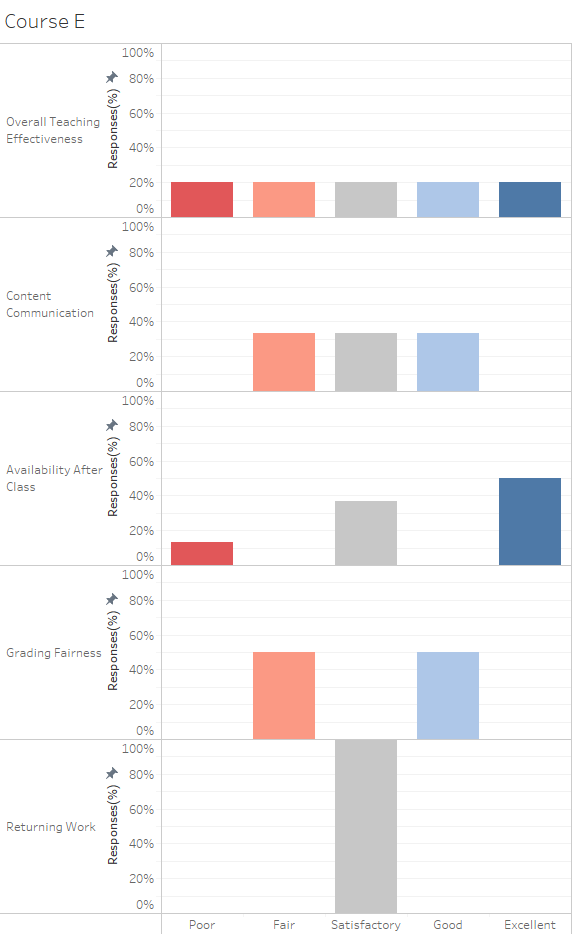 Course E
Overall Teaching
Effectiveness
Responses(%)
100%
80%
60%
40%
20%
0%
Content
Communication
Responses(%)
100%
80%
60%
40%
20%
0%
Availability After
Class
Responses(%)
100%
80%
60%
40%
20%
0%
Grading Fairness
Responses(%)
100%
80%
60%
40%
20%
0%
Returning Work
Responses(%)
100%
80%
60%
40%
20%
0%
Poor Fair Satisfactory Good Excellent